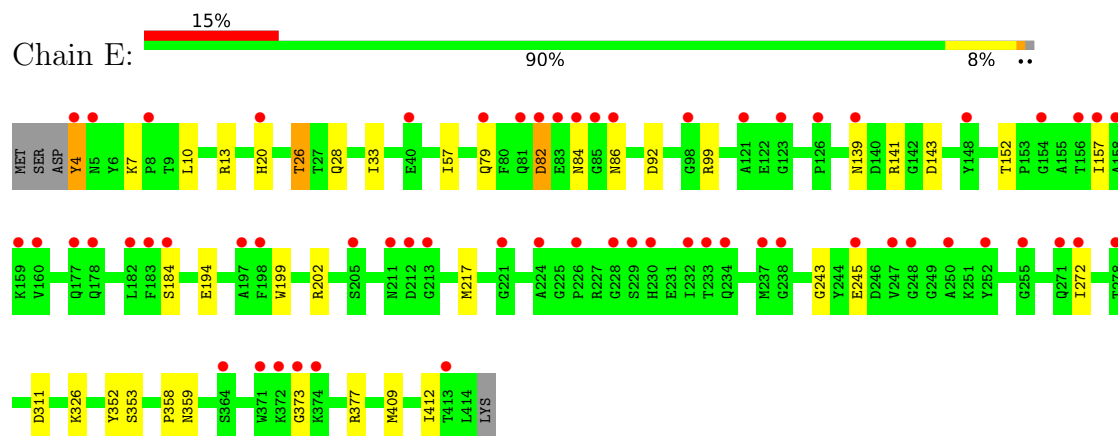 15%
Chain E:
90% 8% ••
MET SER ASP Y4 N5 Y6 K7 P8 T9 L10 R13 H20 T26 T27 Q28 I33 E40 I57 Q79 F80 Q81 D82 E83 N84 G85 N86 D92 G98 R99 A121 E122 G123 P126 N139 D140 R141 G142 D143 Y148 T152 P153 G154 A155 T156 I157 A158
K159 V160 Q177 Q178 L182 F183 S184 E194 A197 F198 W199 R202 S205 N211 D212 G213 M217 G221 A224 G225 P226 R227 G228 S229 H230 E231 I232 T233 Q234 M237 G238 G243 Y244 E245 D246 V247 G248 G249 A250 K251 Y252 G255 Q271 I272 T278
D311 K326 Y352 S353 P358 N359 S364 W371 K372 G373 K374 R377 M409 I412 T413 L414 LYS